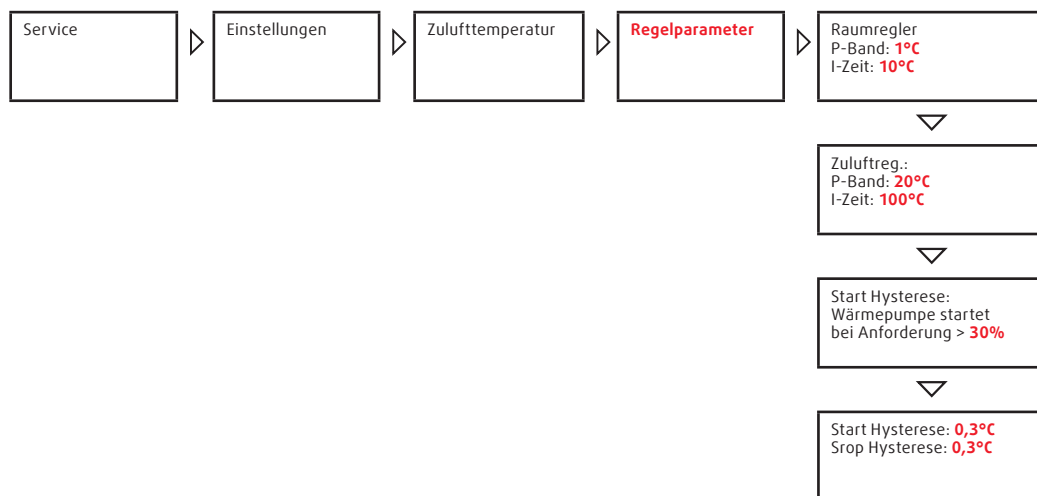 Service
Einstellungen
Zulufttemperatur
Regelparameter
Raumregler
P-Band: 1°C
I-Zeit: 10°C
Zuluftreg.:
P-Band: 20°C
I-Zeit: 100°C
Start Hysterese:
Wärmepumpe startet
bei Anforderung > 30%
Start Hysterese: 0,3°C
Srop Hysterese: 0,3°C